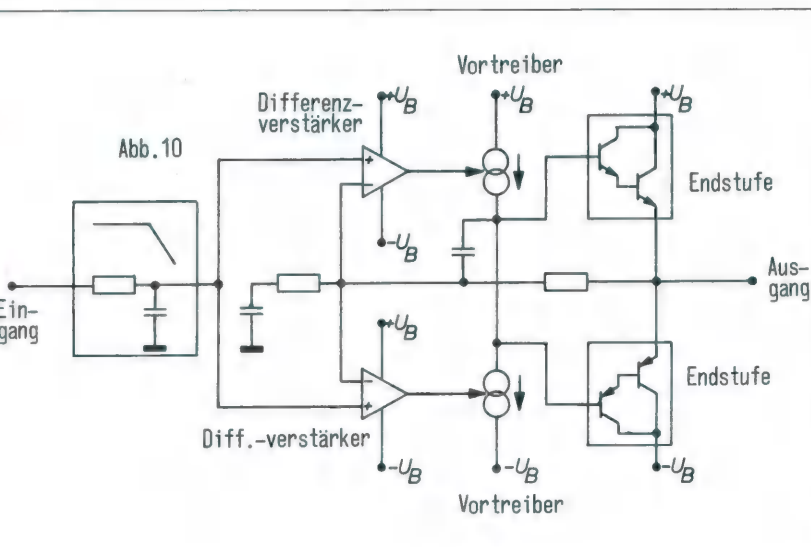 Vortreiber
+U_B
+U_B
+U_B
Differenz-
verstärker
Abb.10
+
−
Endstufe
-U_B
Ein-
gang
Aus-
gang
+U_B
−
+
Endstufe
Diff.-verstärker
-U_B
-U_B
-U_B
Vortreiber